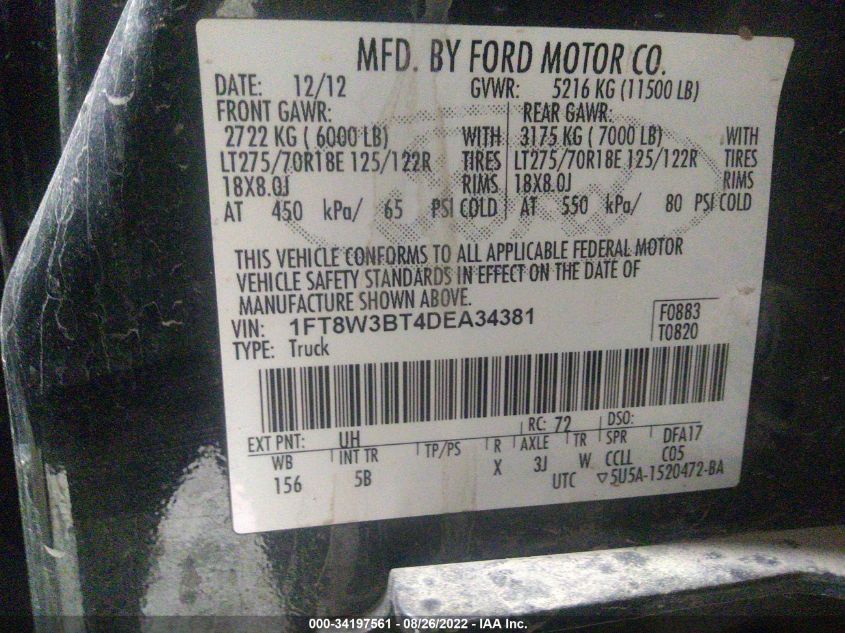 MFD. BY FORD MOTOR CO.
DATE: 12/12 GVWR: 5216 KG (11500 LB)
FRONT GAWR: REAR GAWR:
2722 KG ( 6000 LB) WITH 3175 KG ( 7000 LB) WITH
LT275/70R18E 125/122R TIRES LT275/70R18E 125/122R TIRES
18X8.0J RIMS 18X8.0J RIMS
AT 450 kPa/ 65 PSI COLD AT 550 kPa/ 80 PSI COLD
THIS VEHICLE CONFORMS TO ALL APPLICABLE FEDERAL MOTOR
VEHICLE SAFETY STANDARDS IN EFFECT ON THE DATE OF
MANUFACTURE SHOWN ABOVE.
VIN: 1FT8W3BT4DEA34381 F0883
TYPE: Truck T0820
EXT PNT: UH RC: 72 DSO:
WB INT TR TP/PS R AXLE TR SPR DFA17
156 5B X 3J W CCLL C05
UTC ▽5U5A-1520472-BA
000-34197561 - 08/26/2022 - IAA Inc.